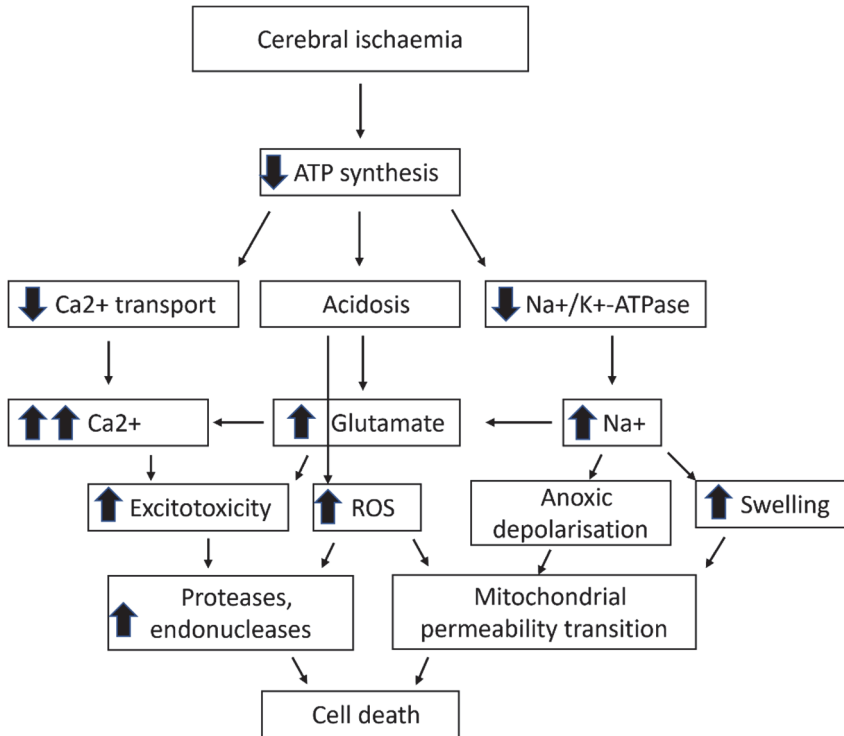 Cerebral ischaemia
ATP synthesis
Ca2+ transport
Acidosis
Na+/K+-ATPase
Ca2+
Glutamate
Na+
Excitotoxicity
ROS
Anoxic
depolarisation
Swelling
Proteases,
endonucleases
Mitochondrial
permeability transition
Cell death